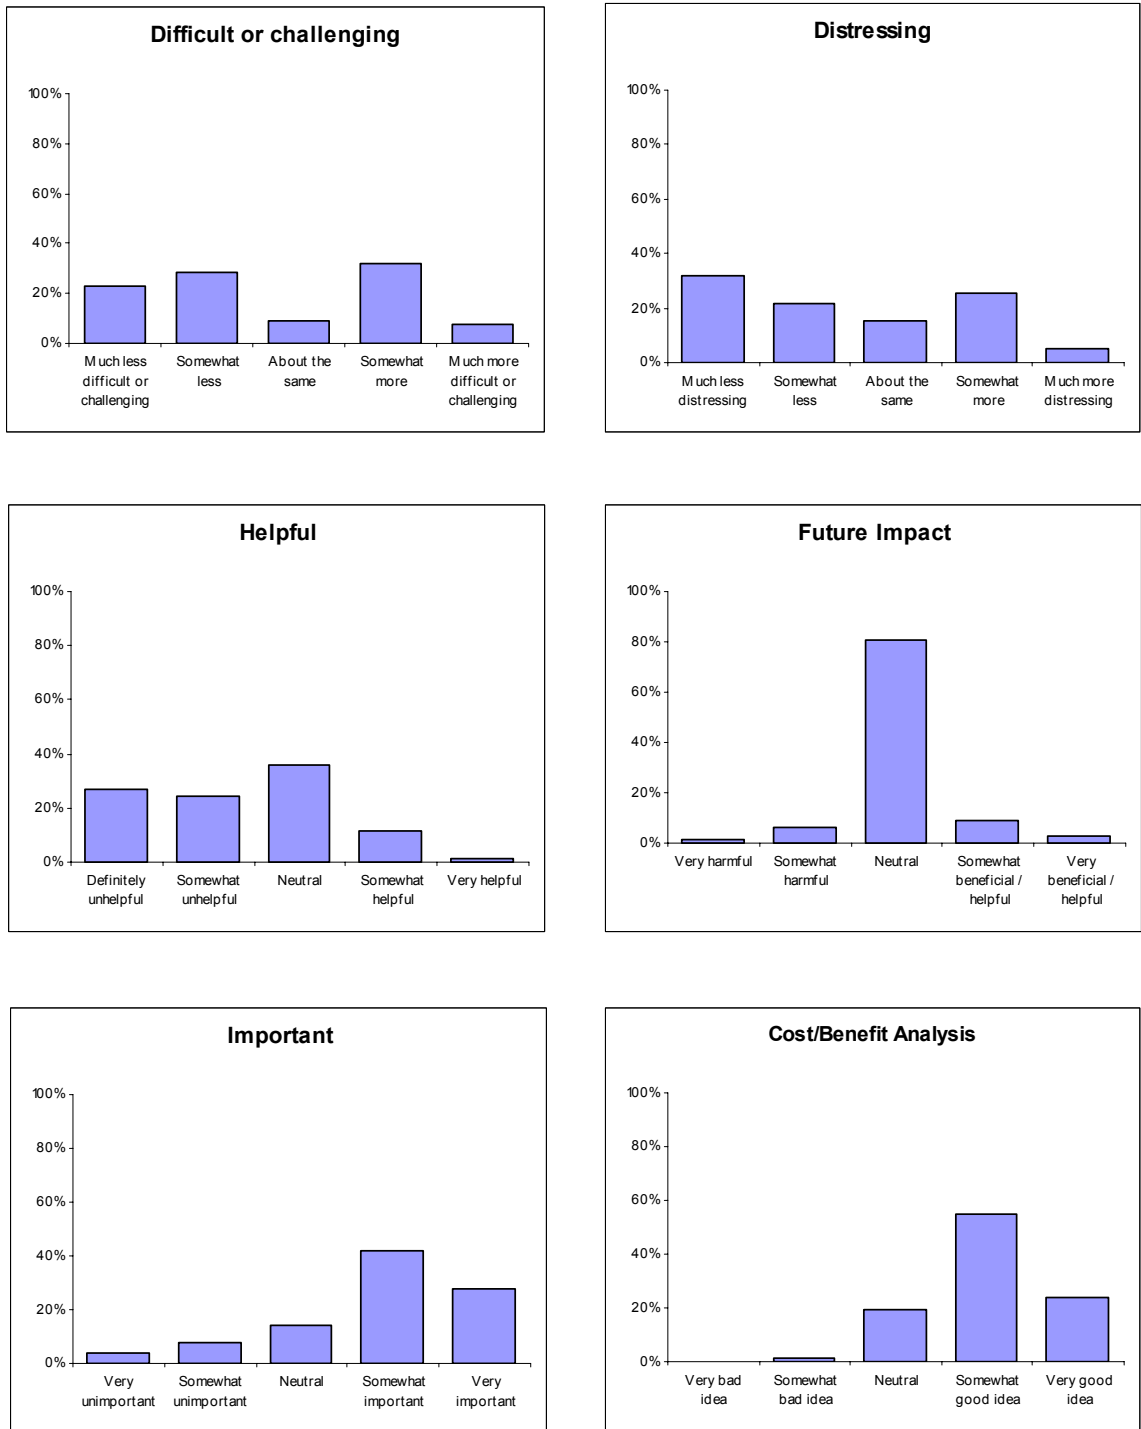 Difficult or challenging
100%
80%
60%
40%
20%
0%
Much less difficult or challenging
Somewhat less
About the same
Somewhat more
Much more difficult or challenging
Distressing
100%
80%
60%
40%
20%
0%
Much less distressing
Somewhat less
About the same
Somewhat more
Much more distressing
Helpful
100%
80%
60%
40%
20%
0%
Definitely unhelpful
Somewhat unhelpful
Neutral
Somewhat helpful
Very helpful
Future Impact
100%
80%
60%
40%
20%
0%
Very harmful
Somewhat harmful
Neutral
Somewhat beneficial / helpful
Very beneficial / helpful
Important
100%
80%
60%
40%
20%
0%
Very unimportant
Somewhat unimportant
Neutral
Somewhat important
Very important
Cost/Benefit Analysis
100%
80%
60%
40%
20%
0%
Very bad idea
Somewhat bad idea
Neutral
Somewhat good idea
Very good idea